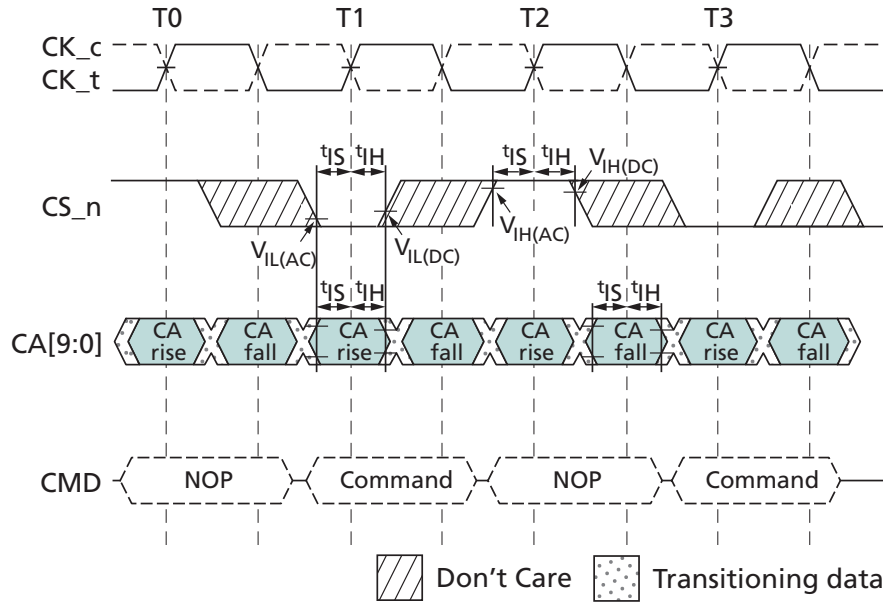 T0 T1 T2 T3
CK_c
CK_t
tIS tIH tIS tIH VIH(DC)
CS_n
VIL(AC) VIL(DC) VIH(AC)
tIS tIH tIS tIH
CA[9:0]
CA rise
CA fall
CA rise
CA fall
CA rise
CA fall
CA rise
CA fall
CMD NOP Command NOP Command
Don't Care Transitioning data